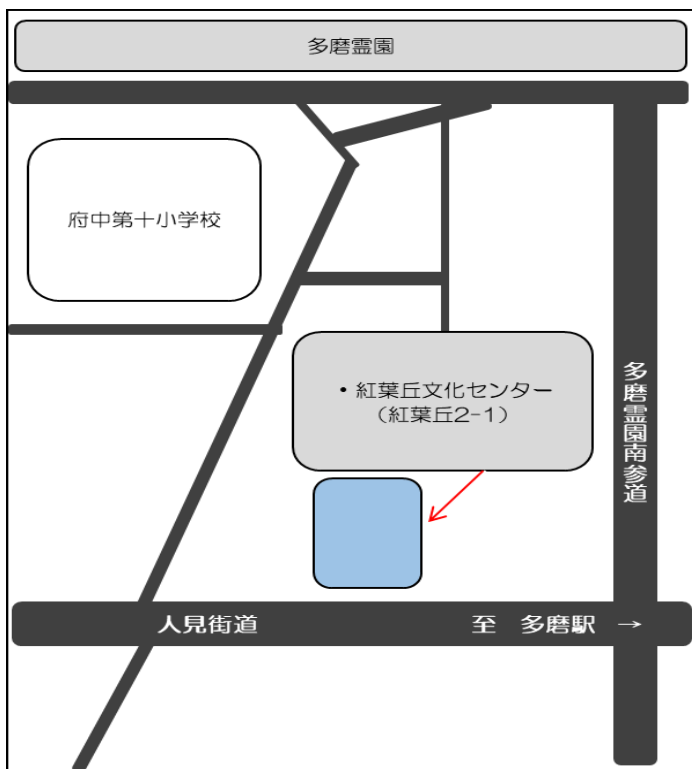 多磨霊園
府中第十小学校
・紅葉丘文化センター
（紅葉丘2-1）
多磨霊園南参道
人見街道
至　多磨駅　→